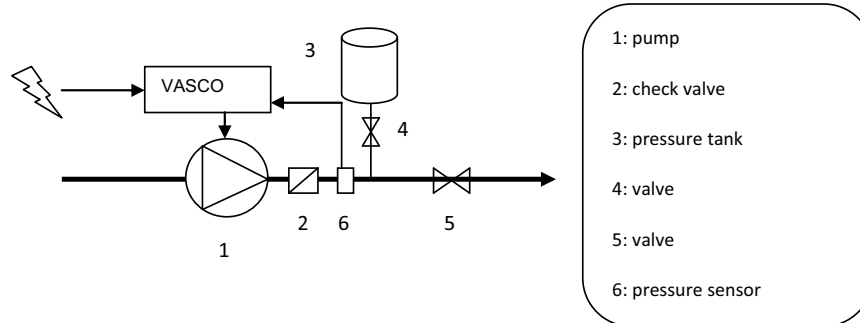 3
VASCO
4
2
6
5
1
1: pump
2: check valve
3: pressure tank
4: valve
5: valve
6: pressure sensor